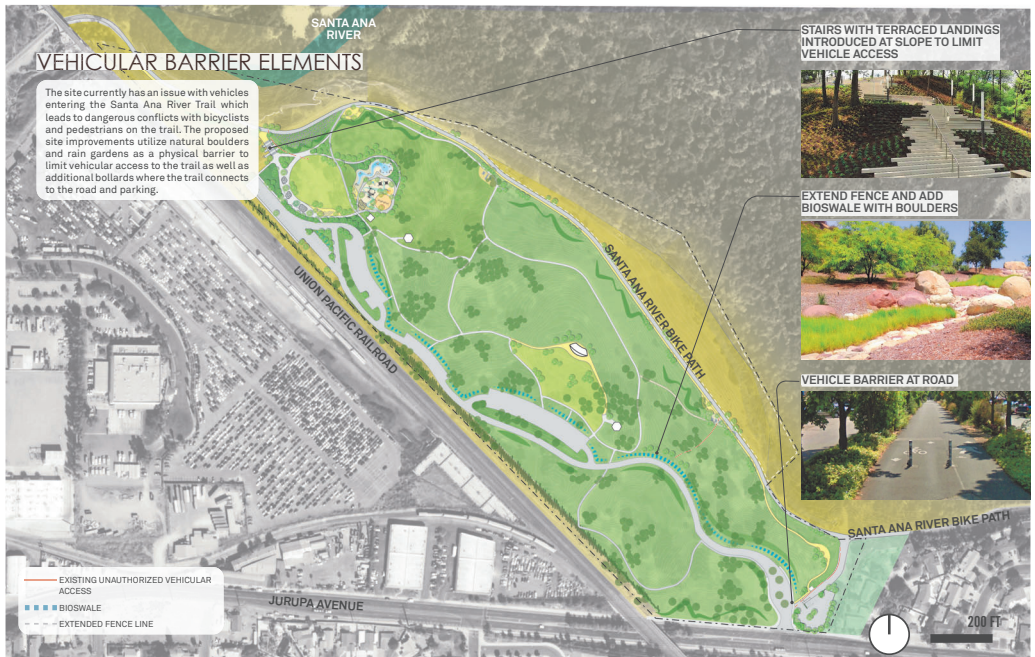 SANTA ANA
RIVER
VEHICULAR BARRIER ELEMENTS
The site currently has an issue with vehicles
entering the Santa Ana River Trail which
leads to dangerous conflicts with bicyclists
and pedestrians on the trail. The proposed
site improvements utilize natural boulders
and rain gardens as a physical barrier to
limit vehicular access to the trail as well as
additional bollards where the trail connects
to the road and parking.
STAIRS WITH TERRACED LANDINGS
INTRODUCED AT SLOPE TO LIMIT
VEHICLE ACCESS
EXTEND FENCE AND ADD
BIOSWALE WITH BOULDERS
SANTA ANA RIVER BIKE PATH
UNION PACIFIC RAILROAD
VEHICLE BARRIER AT ROAD
SANTA ANA RIVER BIKE PATH
EXISTING UNAUTHORIZED VEHICULAR
ACCESS
BIOSWALE
EXTENDED FENCE LINE
JURUPA AVENUE
200 FT